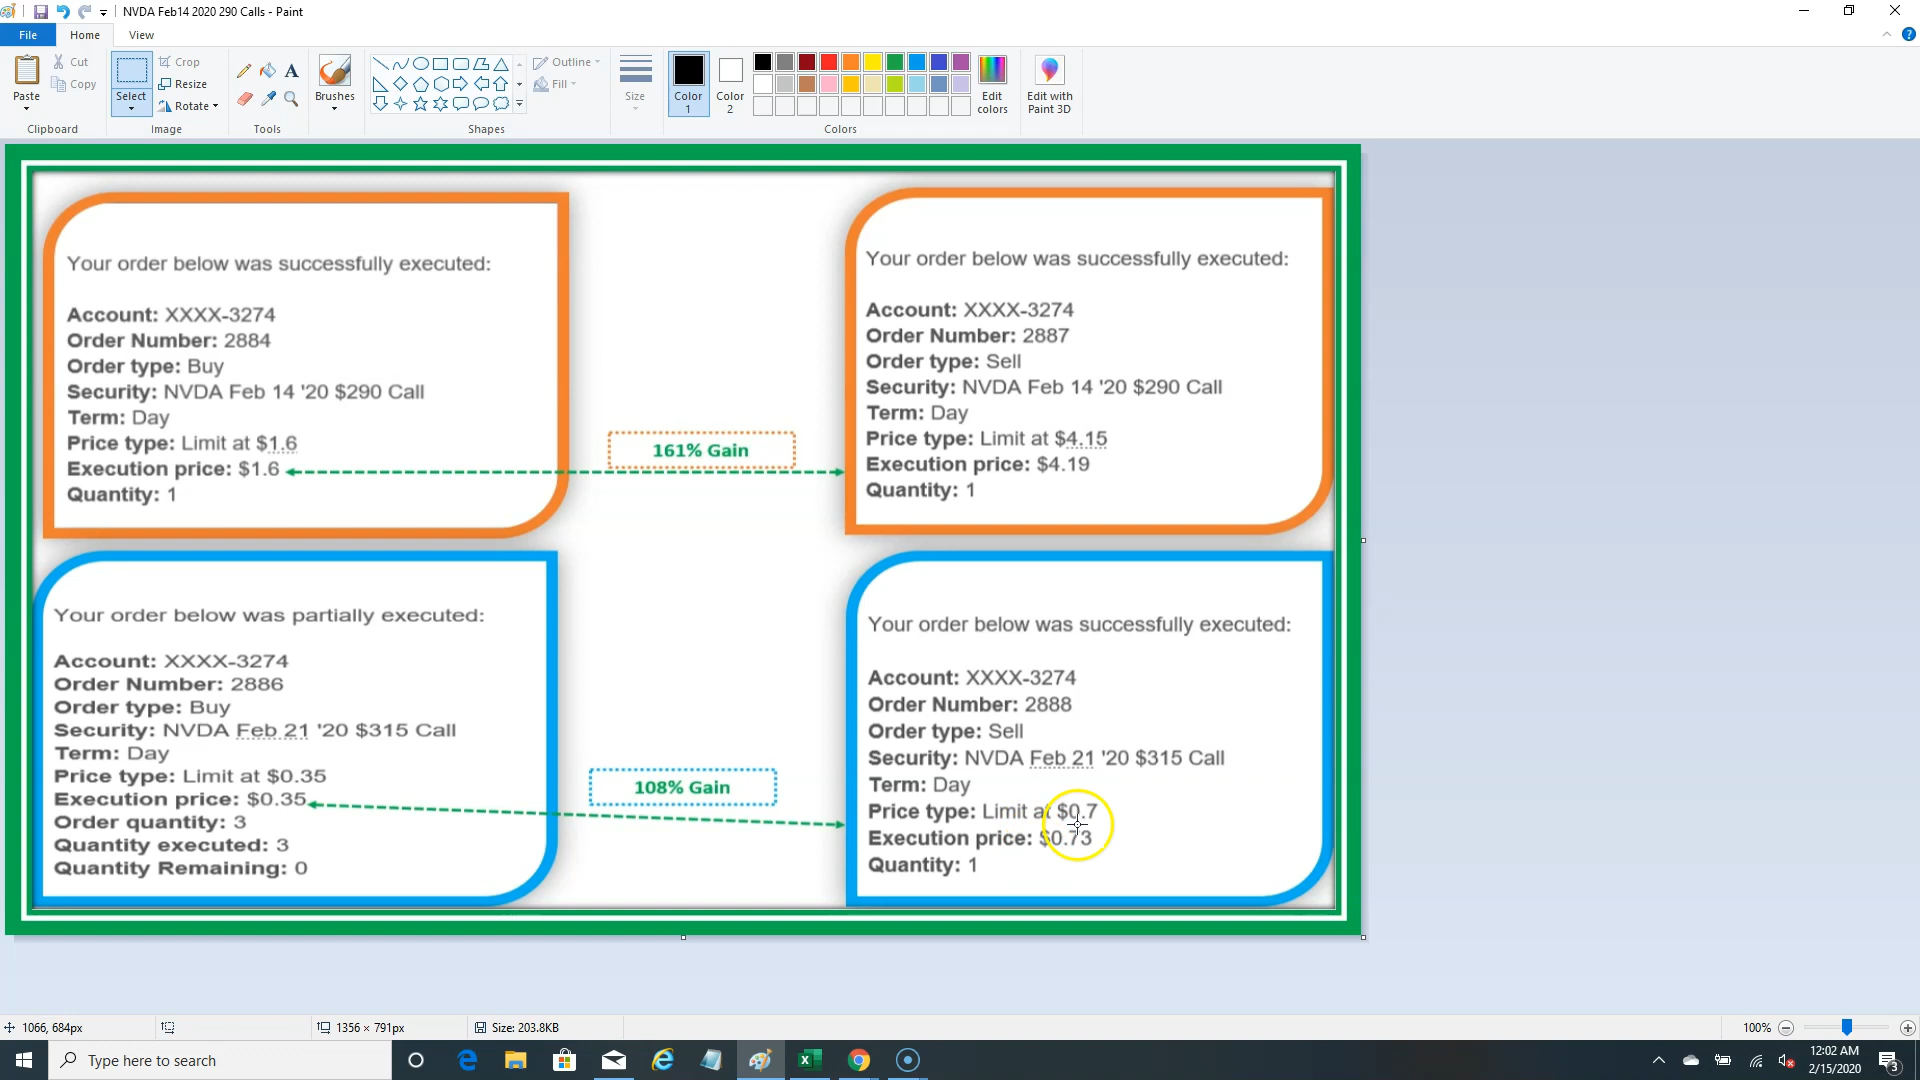 NVDA Feb14 2020 290 Calls - Paint
File Home View
Paste
Cut
Copy
Clipboard
Select
Crop
Resize
Rotate
Image
A
Tools
Brushes
Shapes
Outline
Fill
Size
Color 1
Color 2
Colors
Edit colors
Edit with Paint 3D
Your order below was successfully executed:
Account: XXXX-3274
Order Number: 2884
Order type: Buy
Security: NVDA Feb 14 '20 $290 Call
Term: Day
Price type: Limit at $1.6
Execution price: $1.6
Quantity: 1
161% Gain
Your order below was successfully executed:
Account: XXXX-3274
Order Number: 2887
Order type: Sell
Security: NVDA Feb 14 '20 $290 Call
Term: Day
Price type: Limit at $4.15
Execution price: $4.19
Quantity: 1
Your order below was partially executed:
Account: XXXX-3274
Order Number: 2886
Order type: Buy
Security: NVDA Feb 21 '20 $315 Call
Term: Day
Price type: Limit at $0.35
Execution price: $0.35
Order quantity: 3
Quantity executed: 3
Quantity Remaining: 0
108% Gain
Your order below was successfully executed:
Account: XXXX-3274
Order Number: 2888
Order type: Sell
Security: NVDA Feb 21 '20 $315 Call
Term: Day
Price type: Limit at $0.7
Execution price: $0.73
Quantity: 1
1066, 684px
1356 × 791px
Size: 203.8KB
100%
Type here to search
12:02 AM
2/15/2020
3